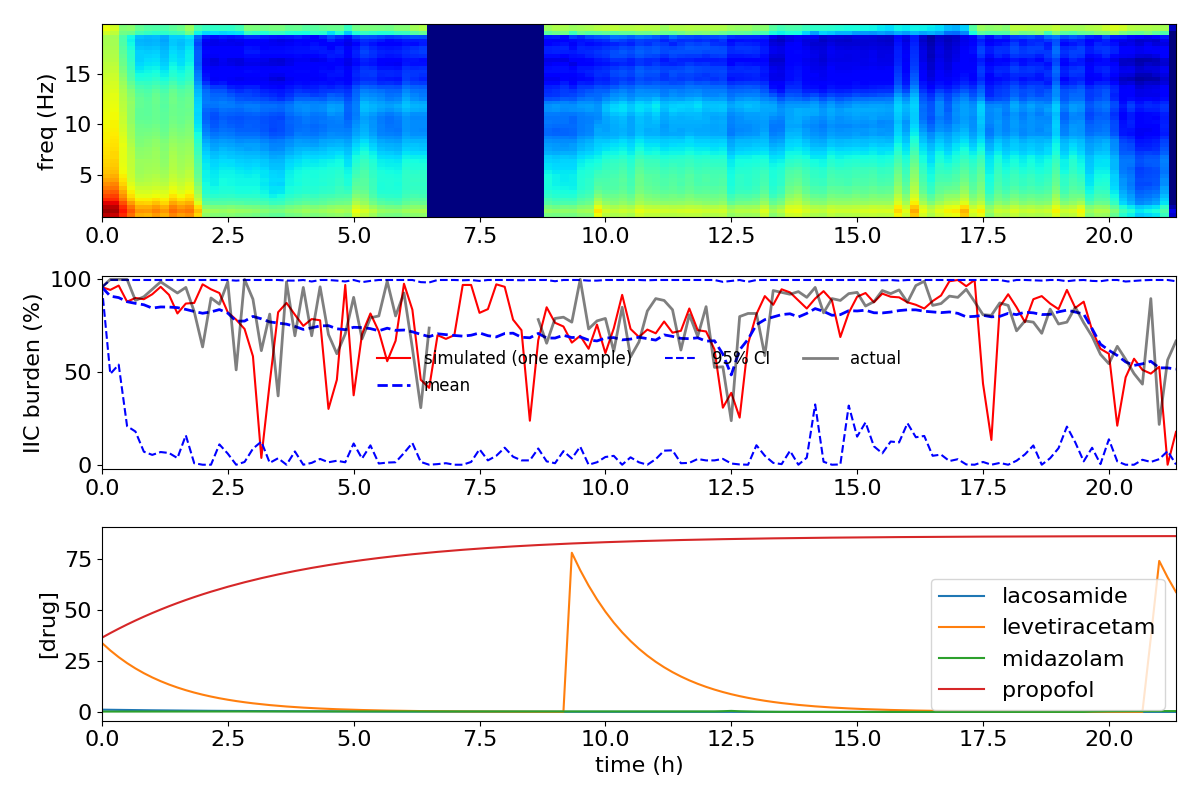 freq (Hz)
15
10
5
0.0 2.5 5.0 7.5 10.0 12.5 15.0 17.5 20.0
IIC burden (%)
100
50
0
simulated (one example) 95% CI actual
mean
0.0 2.5 5.0 7.5 10.0 12.5 15.0 17.5 20.0
[drug]
75
50
25
0
lacosamide
levetiracetam
midazolam
propofol
0.0 2.5 5.0 7.5 10.0 12.5 15.0 17.5 20.0
time (h)